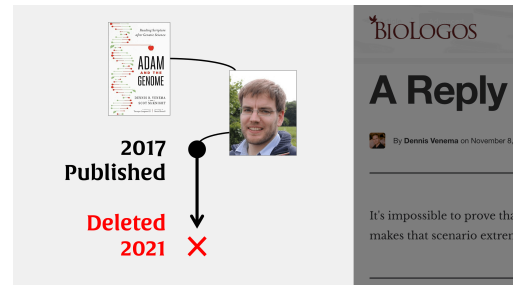 Reading Scripture
after Genetic Science
ADAM
AND THE
GENOME
DENNIS R. VENEMA
SCOT MCKNIGHT
2017
Published
Deleted
2021
BIOLOGOS
A Reply
By Dennis Venema on November 8,
It's impossible to prove tha
makes that scenario extren